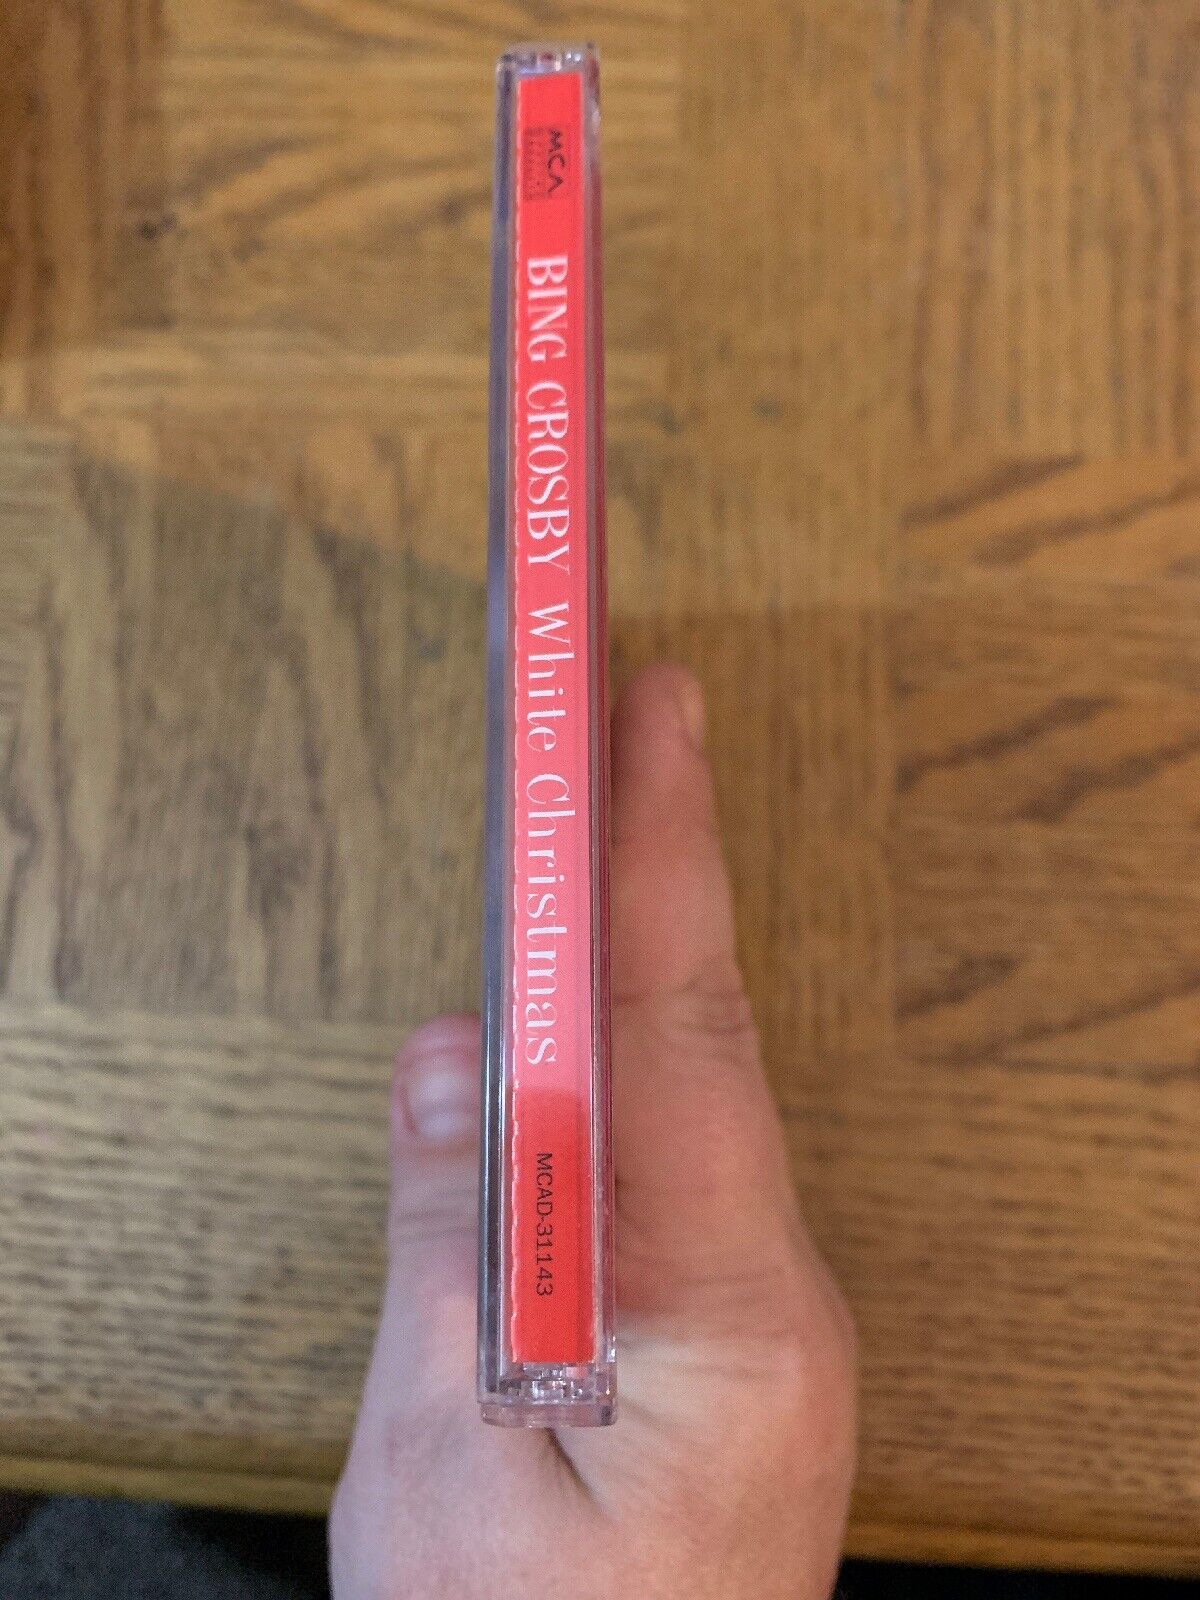 MCA
BING CROSBY White Christmas
MCAD-31143